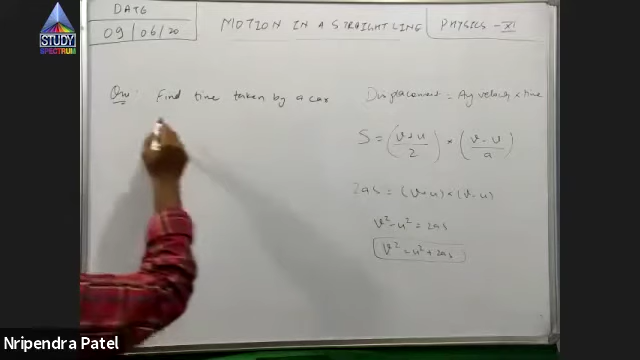 DATE
09/06/20
MOTION IN A STRAIGHT LINE
PHYSICS - XI
STUDY
SPECTRUM
Que: Find time taken by a car
Displacement = Avg velocity × time
S = (v+u/2) × (v-u/a)
2as = (v+u) × (v-u)
v² - u² = 2as
v² = u² + 2as
Nripendra Patel